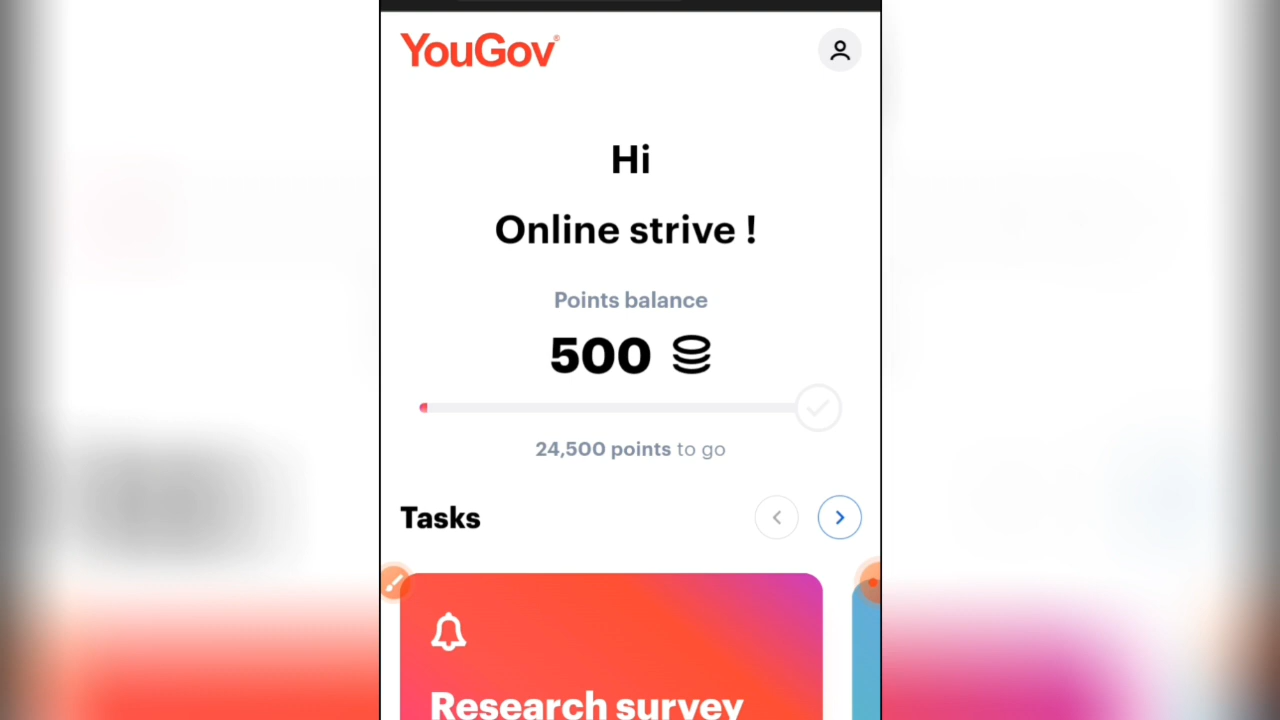 YouGov®
Hi
Online strive !
Points balance
500
24,500 points to go
Tasks
Research survey